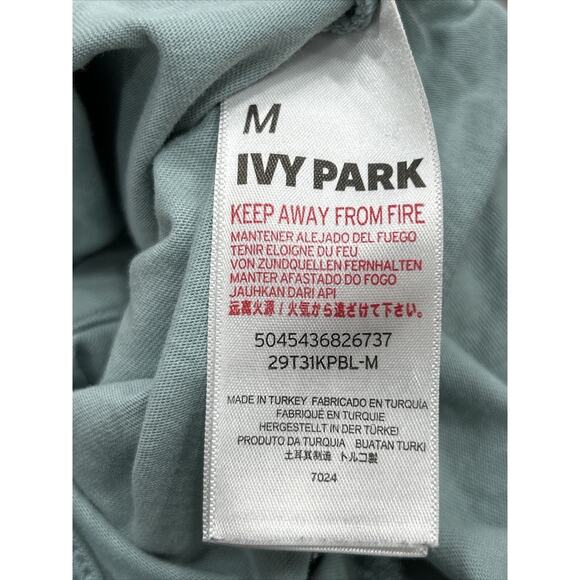 M
IVY PARK
KEEP AWAY FROM FIRE
MANTENER ALEJADO DEL FUEGO
TENIR ELOIGNE DU FEU
VON ZUNDQUELLEN FERNHALTEN
MANTER AFASTADO DO FOGO
JAUHKAN DARI API
远离火源 / 火気から遠ざけて下さい。
5045436826737
29T31KPBL-M
MADE IN TURKEY FABRICADO EN TURQUÍA
FABRIQUÉ EN TURQUIE
HERGESTELLT IN DER TÜRKEI
PRODUTO DA TURQUIA BUATAN TURKI
土耳其制造 トルコ製
7024